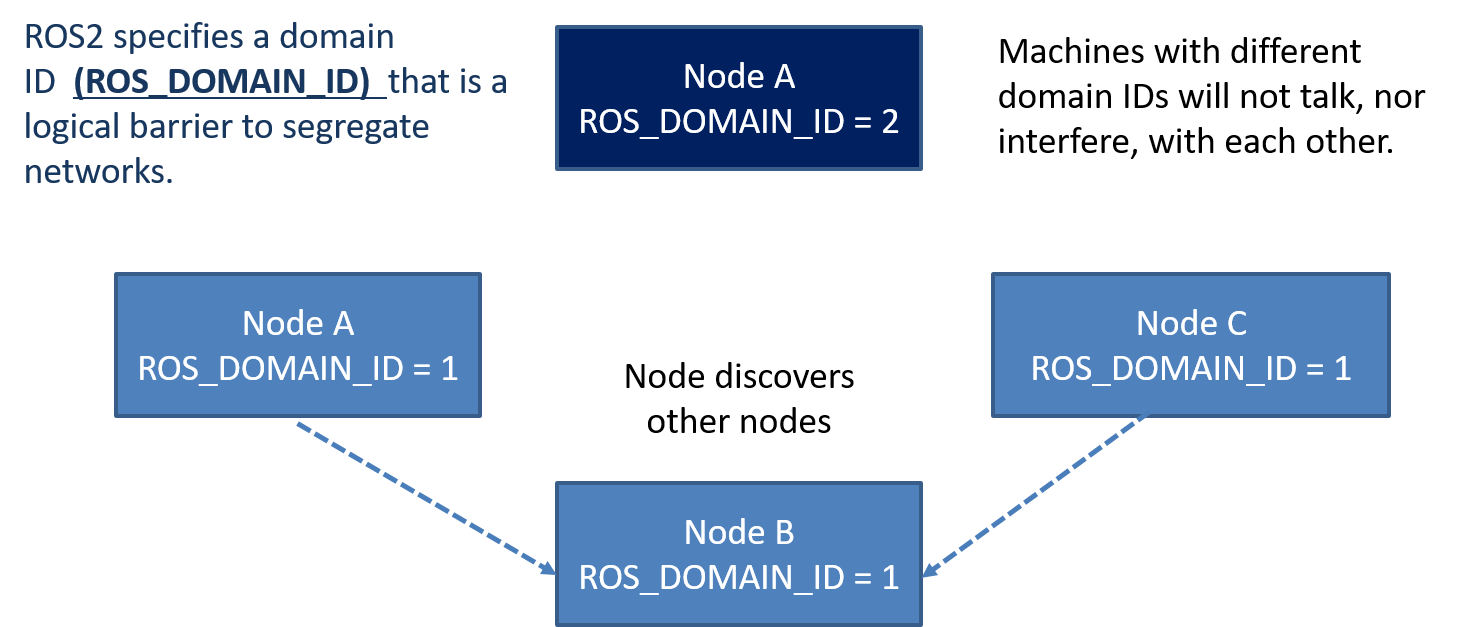 ROS2 specifies a domain
ID (ROS_DOMAIN_ID) that is a
logical barrier to segregate
networks.
Node A
ROS_DOMAIN_ID = 2
Machines with different
domain IDs will not talk, nor
interfere, with each other.
Node A
ROS_DOMAIN_ID = 1
Node C
ROS_DOMAIN_ID = 1
Node discovers
other nodes
Node B
ROS_DOMAIN_ID = 1